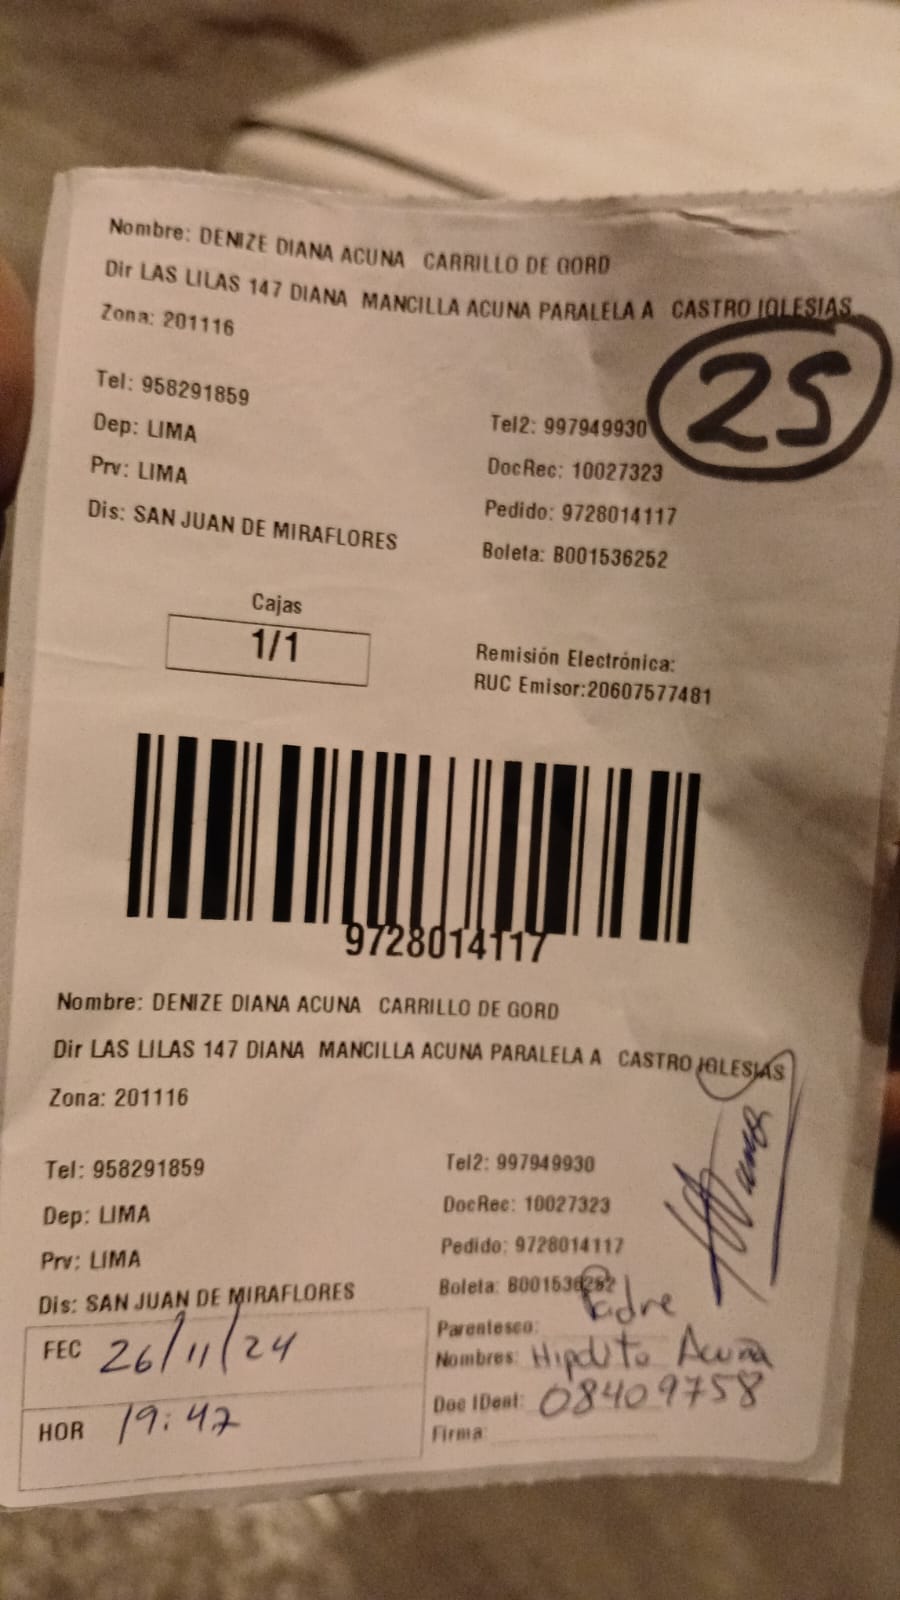 Nombre: DENIZE DIANA ACUNA CARRILLO DE GORD
Dir LAS LILAS 147 DIANA MANCILLA ACUNA PARALELA A CASTRO IGLESIAS
Zona: 201116
25
Tel: 958291859
Tel2: 997949930
Dep: LIMA
DocRec: 10027323
Prv: LIMA
Pedido: 9728014117
Dis: SAN JUAN DE MIRAFLORES
Boleta: B001536252
Cajas
1/1
Remisión Electrónica:
RUC Emisor:20607577481
9728014117
Nombre: DENIZE DIANA ACUNA CARRILLO DE GORD
Dir LAS LILAS 147 DIANA MANCILLA ACUNA PARALELA A CASTRO IGLESIAS
Zona: 201116
Tel: 958291859
Tel2: 997949930
Dep: LIMA
DocRec: 10027323
Prv: LIMA
Pedido: 9728014117
Dis: SAN JUAN DE MIRAFLORES
Boleta: B001536252
FEC 26/11/24
Parentesco: Padre
Nombres: Hipolito Acuña
HOR 19:47
Doc IDent: 08409758
Firma: